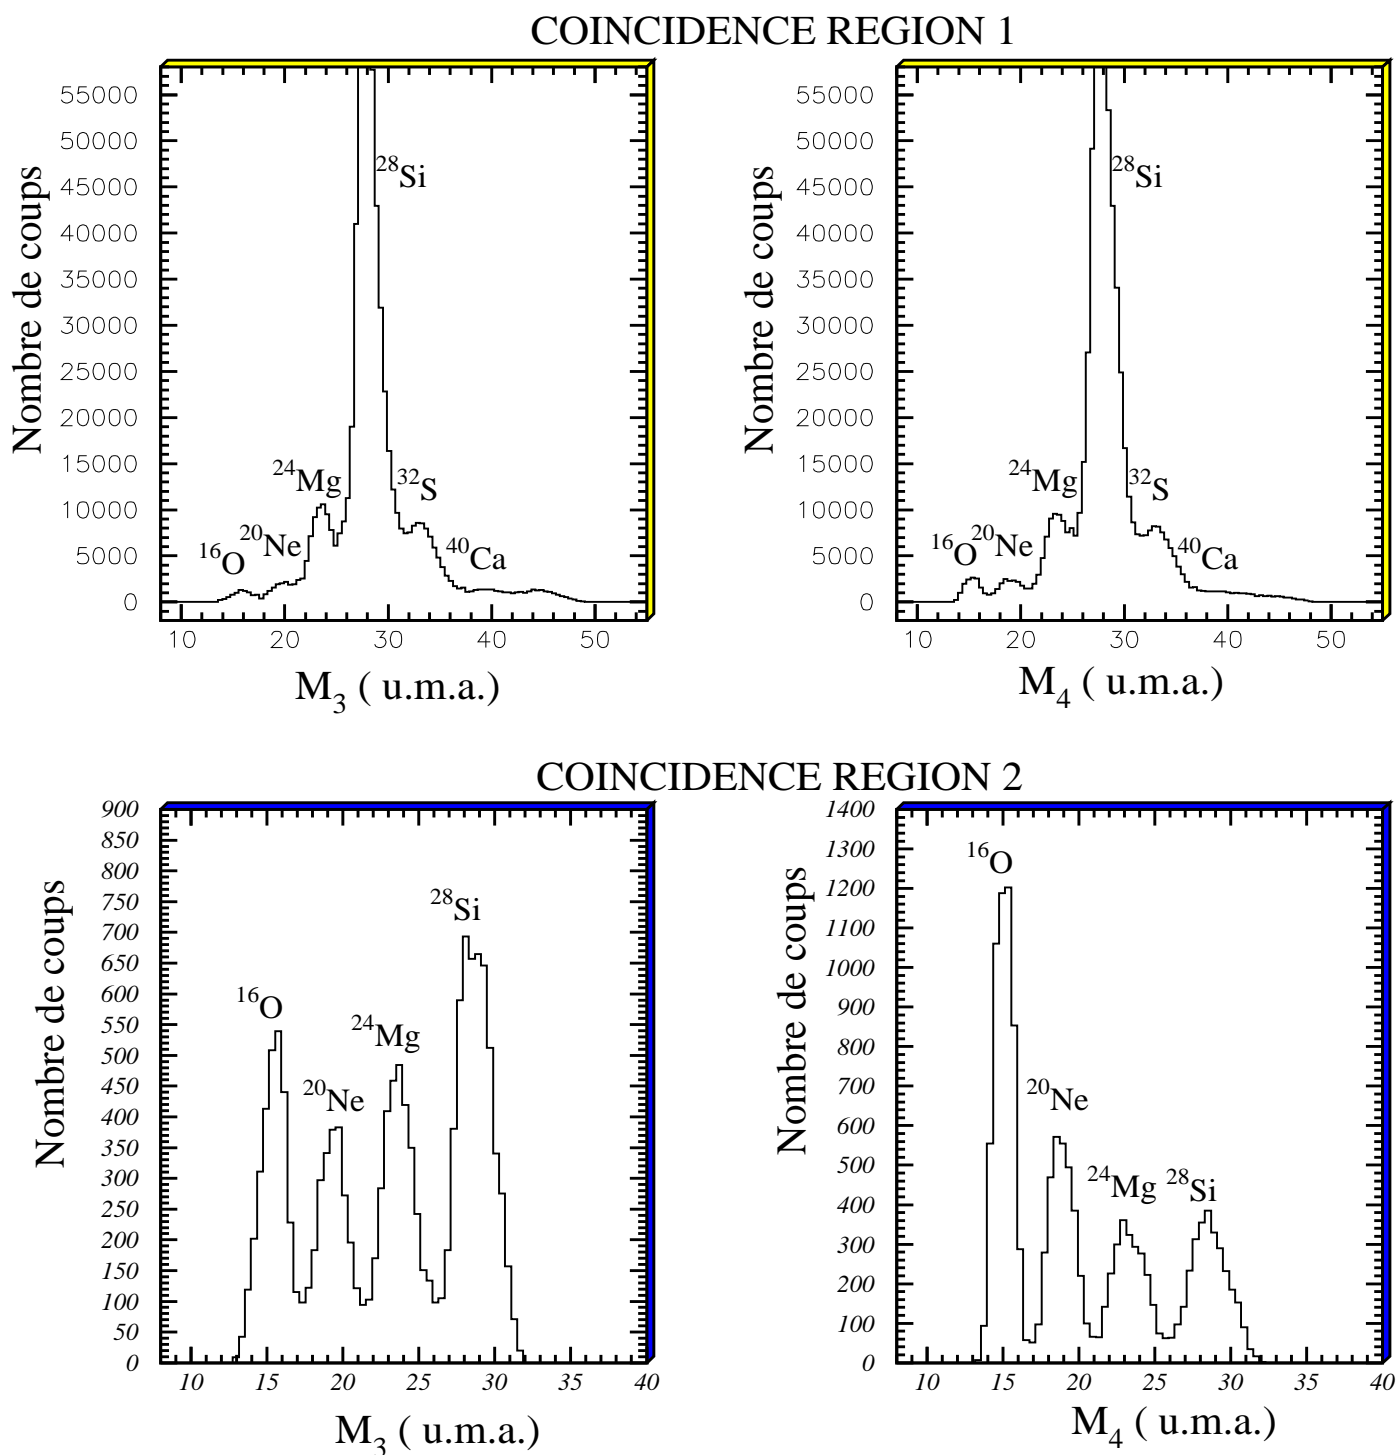 COINCIDENCE REGION 1
Nombre de coups
55000
50000
45000
40000
35000
30000
25000
20000
15000
10000
5000
0
28Si
24Mg
32S
20Ne
16O
40Ca
10 20 30 40 50
M3 ( u.m.a.)
Nombre de coups
55000
50000
45000
40000
35000
30000
25000
20000
15000
10000
5000
0
28Si
24Mg
32S
16O
20Ne
40Ca
10 20 30 40 50
M4 ( u.m.a.)
COINCIDENCE REGION 2
Nombre de coups
900
850
800
750
700
650
600
550
500
450
400
350
300
250
200
150
100
50
0
28Si
16O
24Mg
20Ne
10 15 20 25 30 35 40
M3 ( u.m.a.)
Nombre de coups
1400
1300
1200
1100
1000
900
800
700
600
500
400
300
200
100
0
16O
20Ne
24Mg
28Si
10 15 20 25 30 35 40
M4 ( u.m.a.)